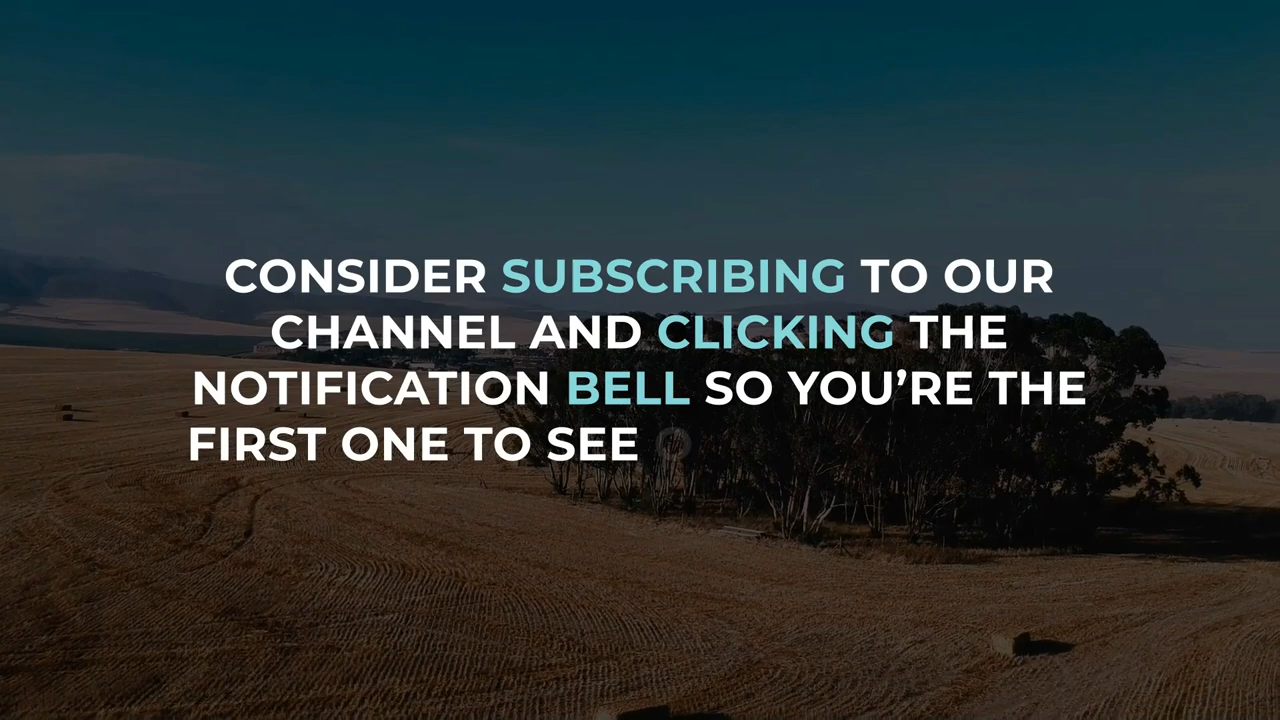 CONSIDER SUBSCRIBING TO OUR
CHANNEL AND CLICKING THE
NOTIFICATION BELL SO YOU’RE THE
FIRST ONE TO SEE